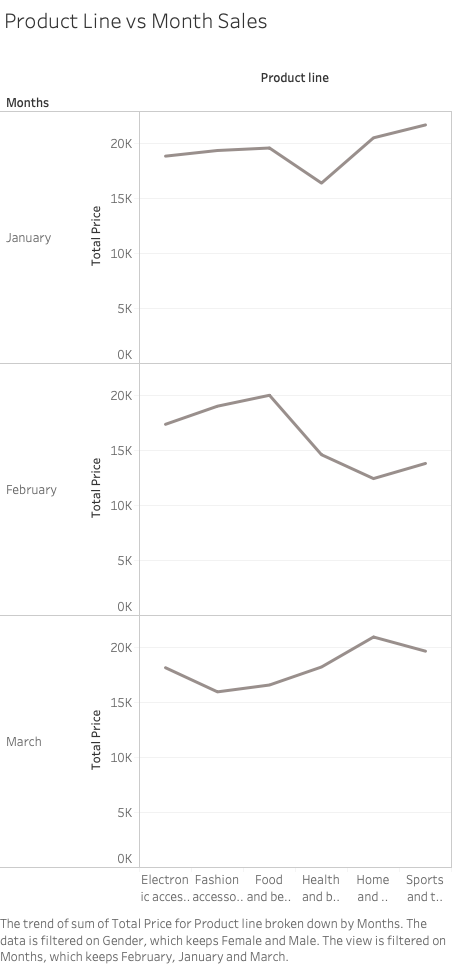 Product Line vs Month Sales
Product line
Months
January
Total Price
20K
15K
10K
5K
0K
February
Total Price
20K
15K
10K
5K
0K
March
Total Price
20K
15K
10K
5K
0K
Electron Fashion Food Health Home Sports
ic acces.. accesso.. and be.. and b.. and .. and t..
The trend of sum of Total Price for Product line broken down by Months. The
data is filtered on Gender, which keeps Female and Male. The view is filtered on
Months, which keeps February, January and March.